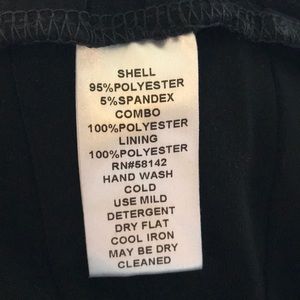 SHELL
95%POLYESTER
5%SPANDEX
COMBO
100%POLYESTER
LINING
100%POLYESTER
RN#58142
HAND WASH
COLD
USE MILD
DETERGENT
DRY FLAT
COOL IRON
MAY BE DRY
CLEANED